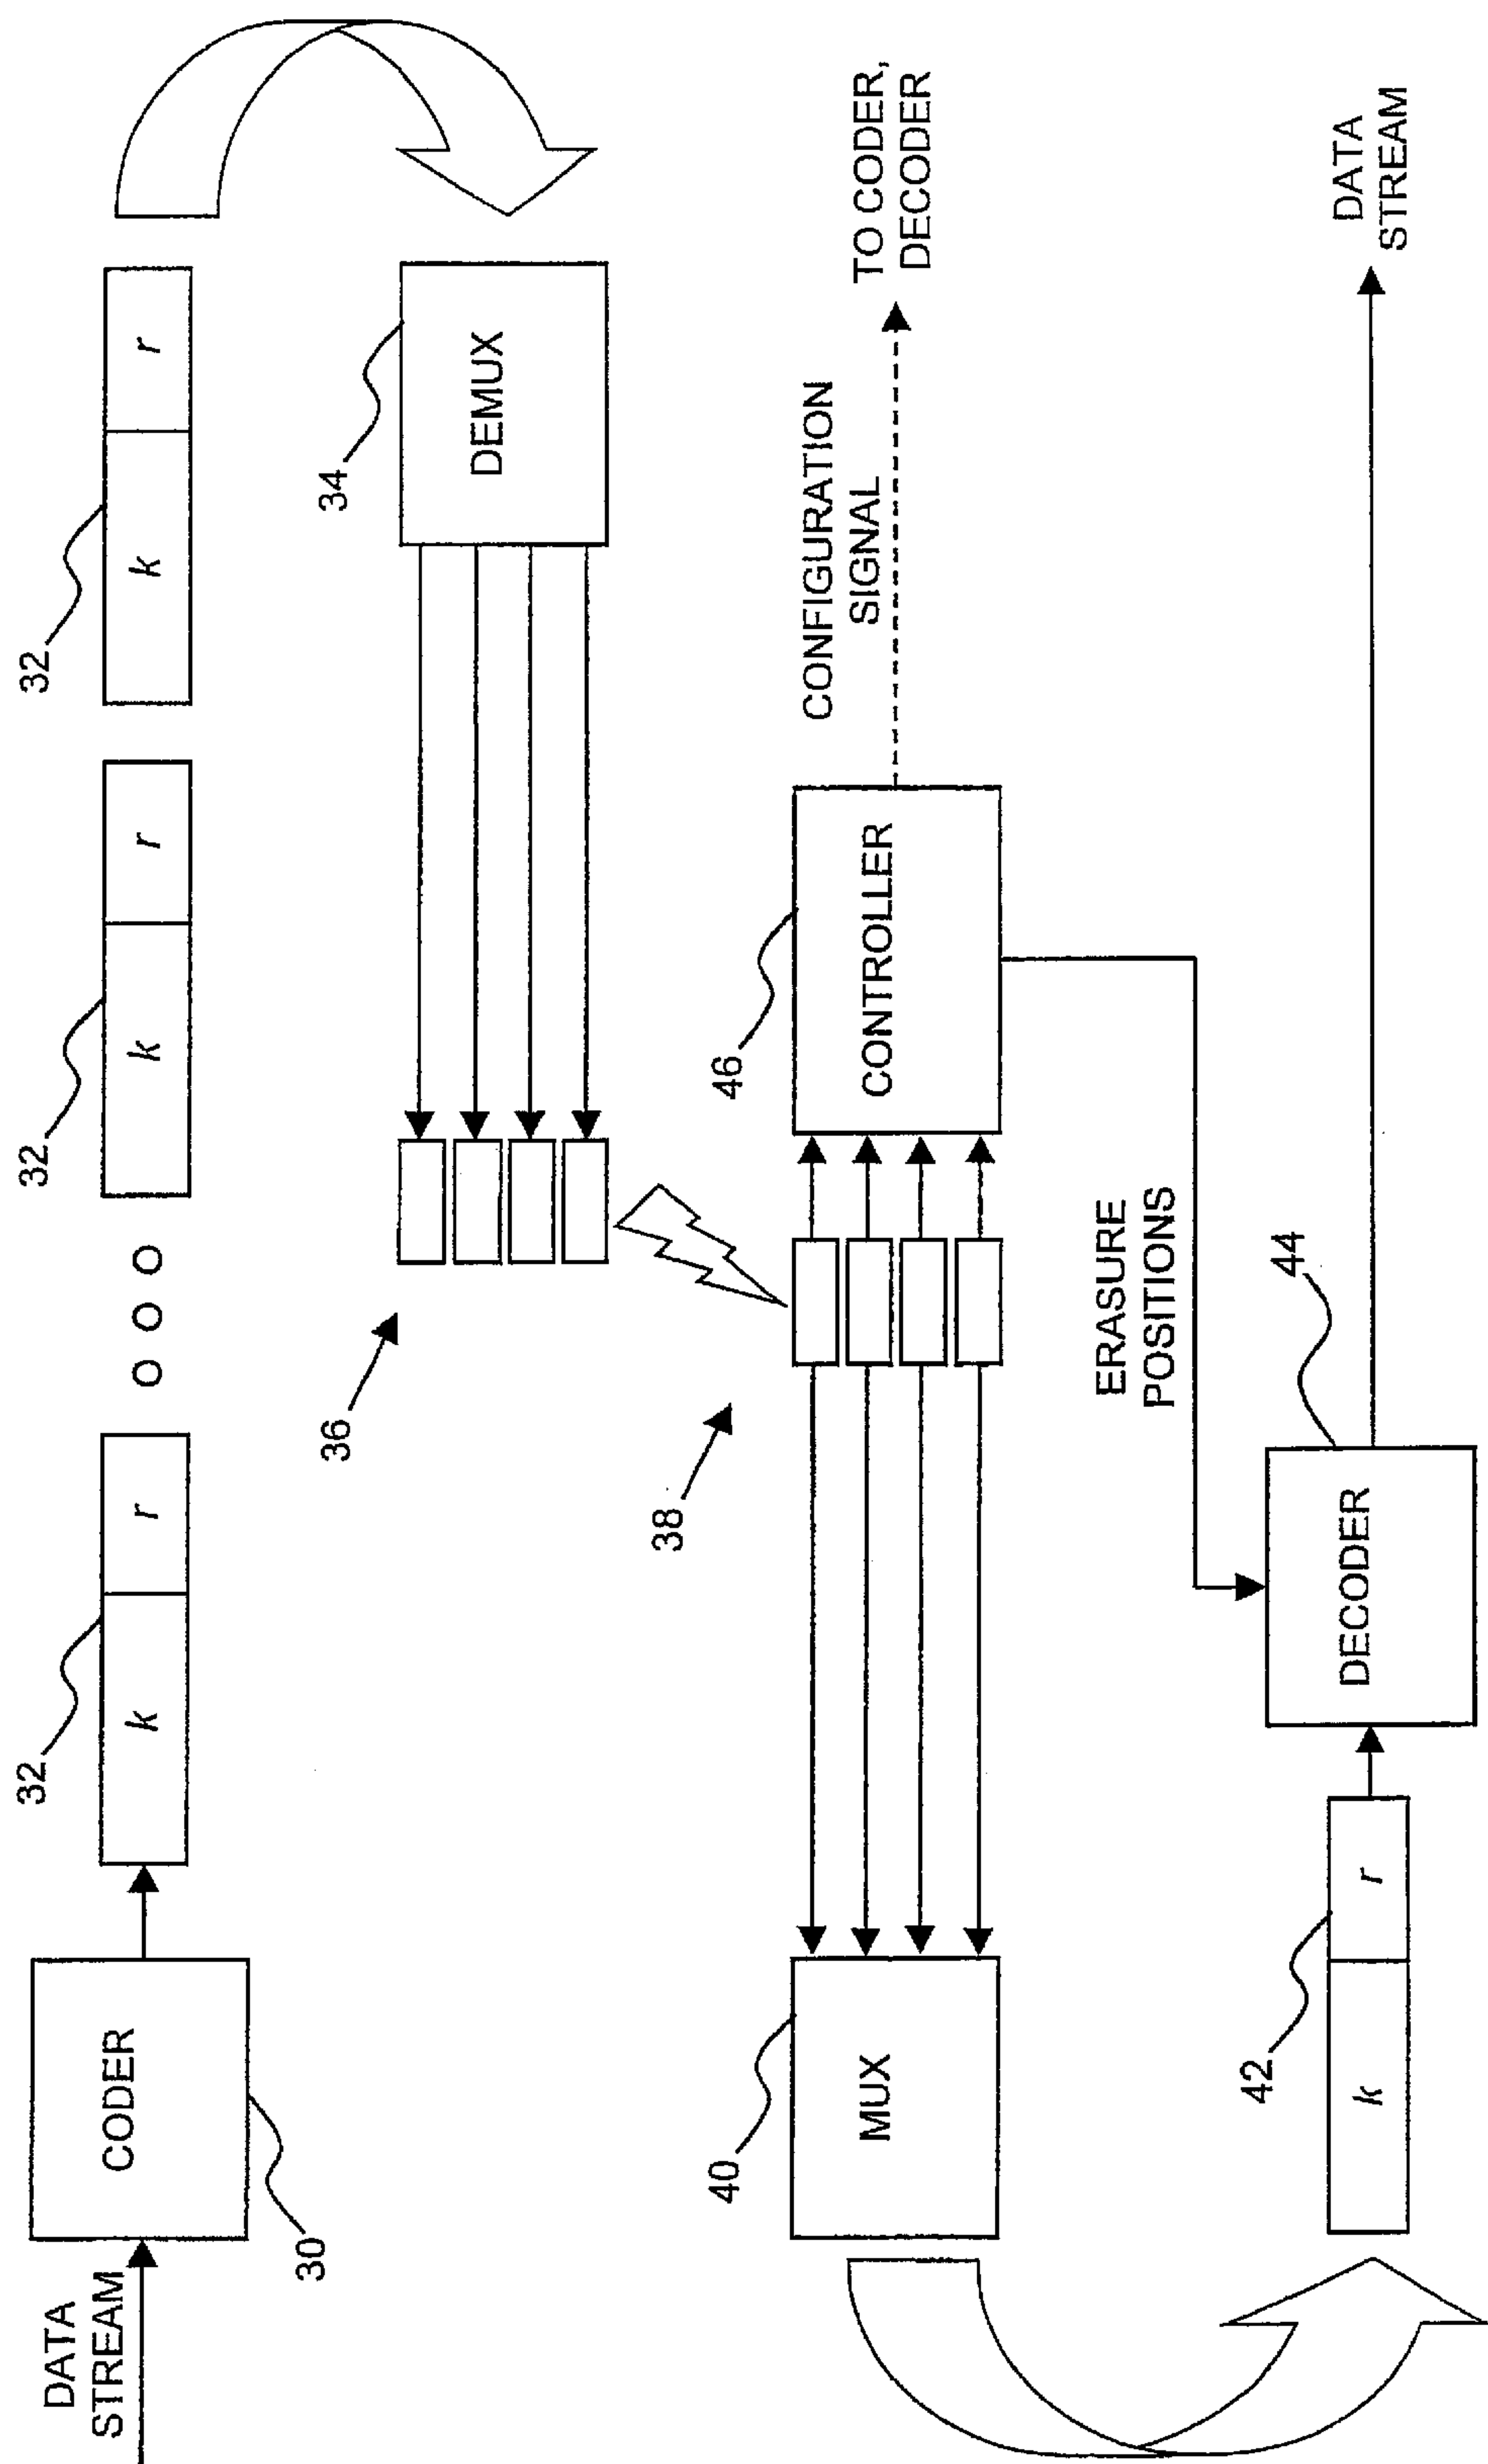 DATA
STREAM
CODER
30
32
k
r
32
k
r
32
k
r
34
DEMUX
36
38
40
MUX
46
CONTROLLER
CONFIGURATION
SIGNAL
TO CODER,
DECODER
ERASURE
POSITIONS
42
k
r
DECODER
44
DATA
STREAM